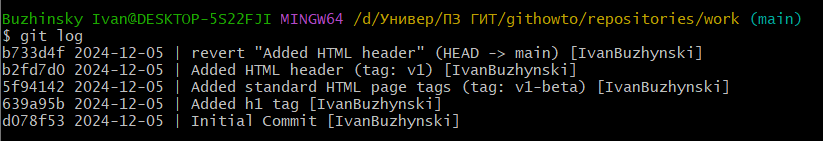 Buzhinsky Ivan@DESKTOP-5S22FJI MINGW64 /d/Универ/ПЗ ГИТ/githowto/repositories/work (main)
$ git log
b733d4f 2024-12-05 | revert "Added HTML header" (HEAD -> main) [IvanBuzhynski]
b2fd7d0 2024-12-05 | Added HTML header (tag: v1) [IvanBuzhynski]
5f94142 2024-12-05 | Added standard HTML page tags (tag: v1-beta) [IvanBuzhynski]
639a95b 2024-12-05 | Added h1 tag [IvanBuzhynski]
d078f53 2024-12-05 | Initial Commit [IvanBuzhynski]